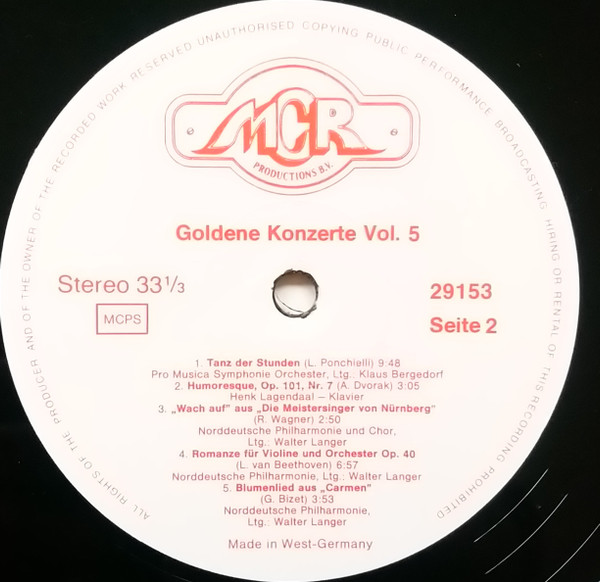 ALL RIGHTS OF THE PRODUCER AND OF THE OWNER OF THE RECORDED WORK RESERVED UNAUTHORISED COPYING PUBLIC PERFORMANCE BROADCASTING HIRING OR RENTAL OF THIS RECORDING PROHIBITED
MCR
PRODUCTIONS B.V.
Goldene Konzerte Vol. 5
Stereo 33 1/3
MCPS
29153
Seite 2
1. Tanz der Stunden (L. Ponchielli) 9:48
Pro Musica Symphonie Orchester, Ltg.: Klaus Bergedorf
2. Humoresque, Op. 101, Nr. 7 (A. Dvorak) 3:05
Henk Lagendaal – Klavier
3. „Wach auf" aus „Die Meistersinger von Nürnberg"
(R. Wagner) 2:50
Norddeutsche Philharmonie und Chor,
Ltg.: Walter Langer
4. Romanze für Violine und Orchester Op. 40
(L. van Beethoven) 6:57
Norddeutsche Philharmonie, Ltg.: Walter Langer
5. Blumenlied aus „Carmen"
(G. Bizet) 3:53
Norddeutsche Philharmonie,
Ltg.: Walter Langer
Made in West-Germany